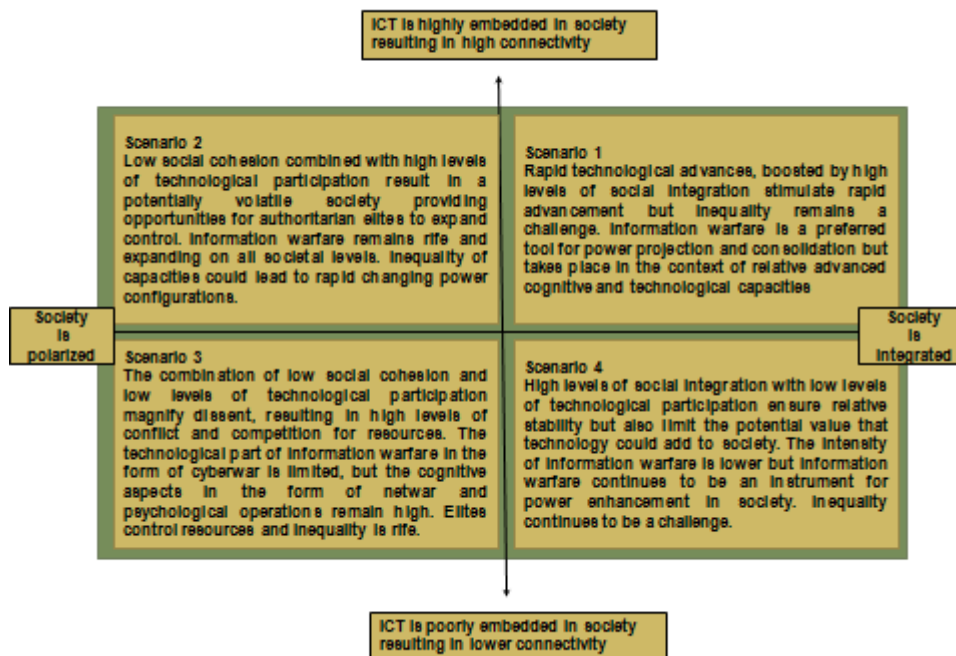 ICT is highly embedded in society
resulting in high connectivity
Scenario 2
Low social cohesion combined with high levels
of technological participation result in a
potentially volatile society providing
opportunities for authoritarian elites to expand
control. Information warfare remains rife and
expanding on all societal levels. Inequality of
capacities could lead to rapid changing power
configurations.
Scenario 1
Rapid technological advances, boosted by high
levels of social integration stimulate rapid
advancement but inequality remains a
challenge. Information warfare is a preferred
tool for power projection and consolidation but
takes place in the context of relative advanced
cognitive and technological capacities
Society
is
polarized
Society
is
integrated
Scenario 3
The combination of low social cohesion and
low levels of technological participation
magnify dissent, resulting in high levels of
conflict and competition for resources. The
technological part of information warfare in the
form of cyberwar is limited, but the cognitive
aspects in the form of netwar and
psychological operations remain high. Elites
control resources and inequality is rife.
Scenario 4
High levels of social integration with low levels
of technological participation ensure relative
stability but also limit the potential value that
technology could add to society. The intensity
of information warfare is lower but information
warfare continues to be an instrument for
power enhancement in society. Inequality
continues to be a challenge.
ICT is poorly embedded in society
resulting in lower connectivity